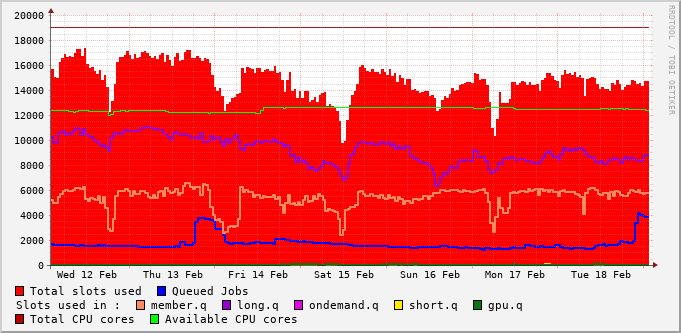 RRDTOOL / TOBI OETIKER
20000
18000
16000
14000
12000
10000
8000
6000
4000
2000
0
Wed 12 Feb Thu 13 Feb Fri 14 Feb Sat 15 Feb Sun 16 Feb Mon 17 Feb Tue 18 Feb
Total slots used Queued Jobs
Slots used in : member.q long.q ondemand.q short.q gpu.q
Total CPU cores Available CPU cores